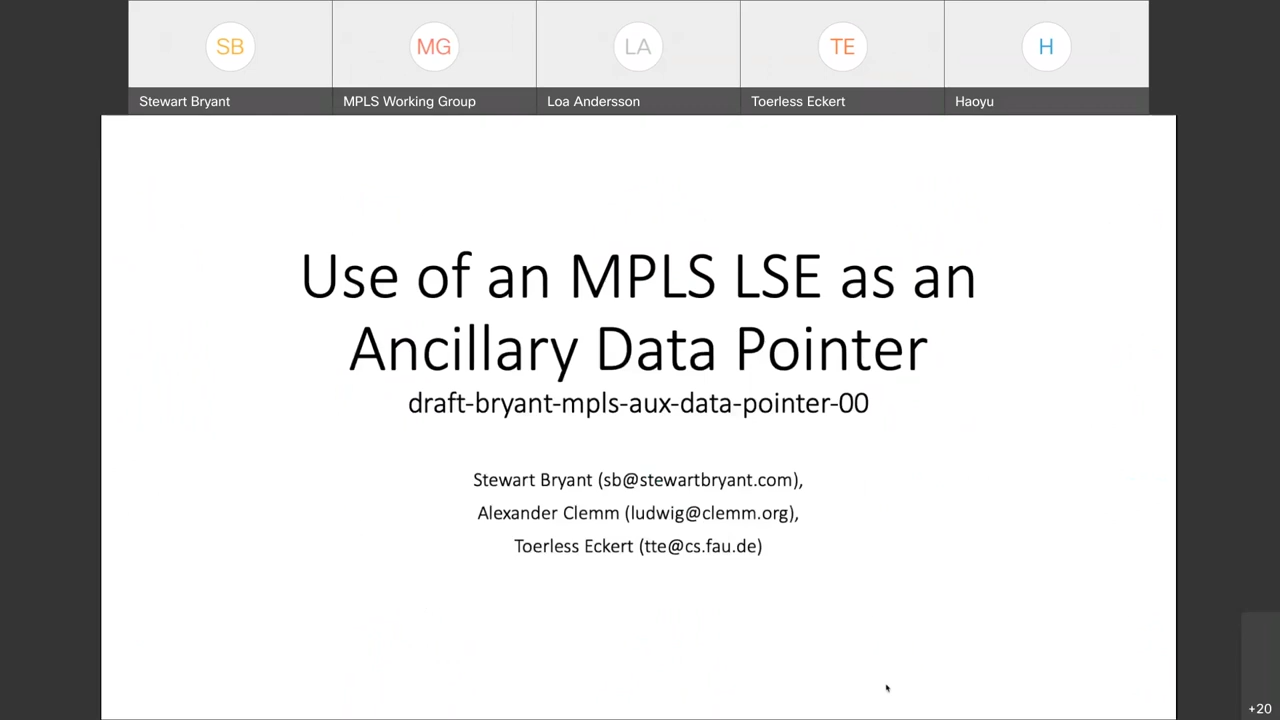 SB
MG
LA
TE
H
Stewart Bryant
MPLS Working Group
Loa Andersson
Toerless Eckert
Haoyu
Use of an MPLS LSE as an
Ancillary Data Pointer
draft-bryant-mpls-aux-data-pointer-00
Stewart Bryant (sb@stewartbryant.com),
Alexander Clemm (ludwig@clemm.org),
Toerless Eckert (tte@cs.fau.de)
+20